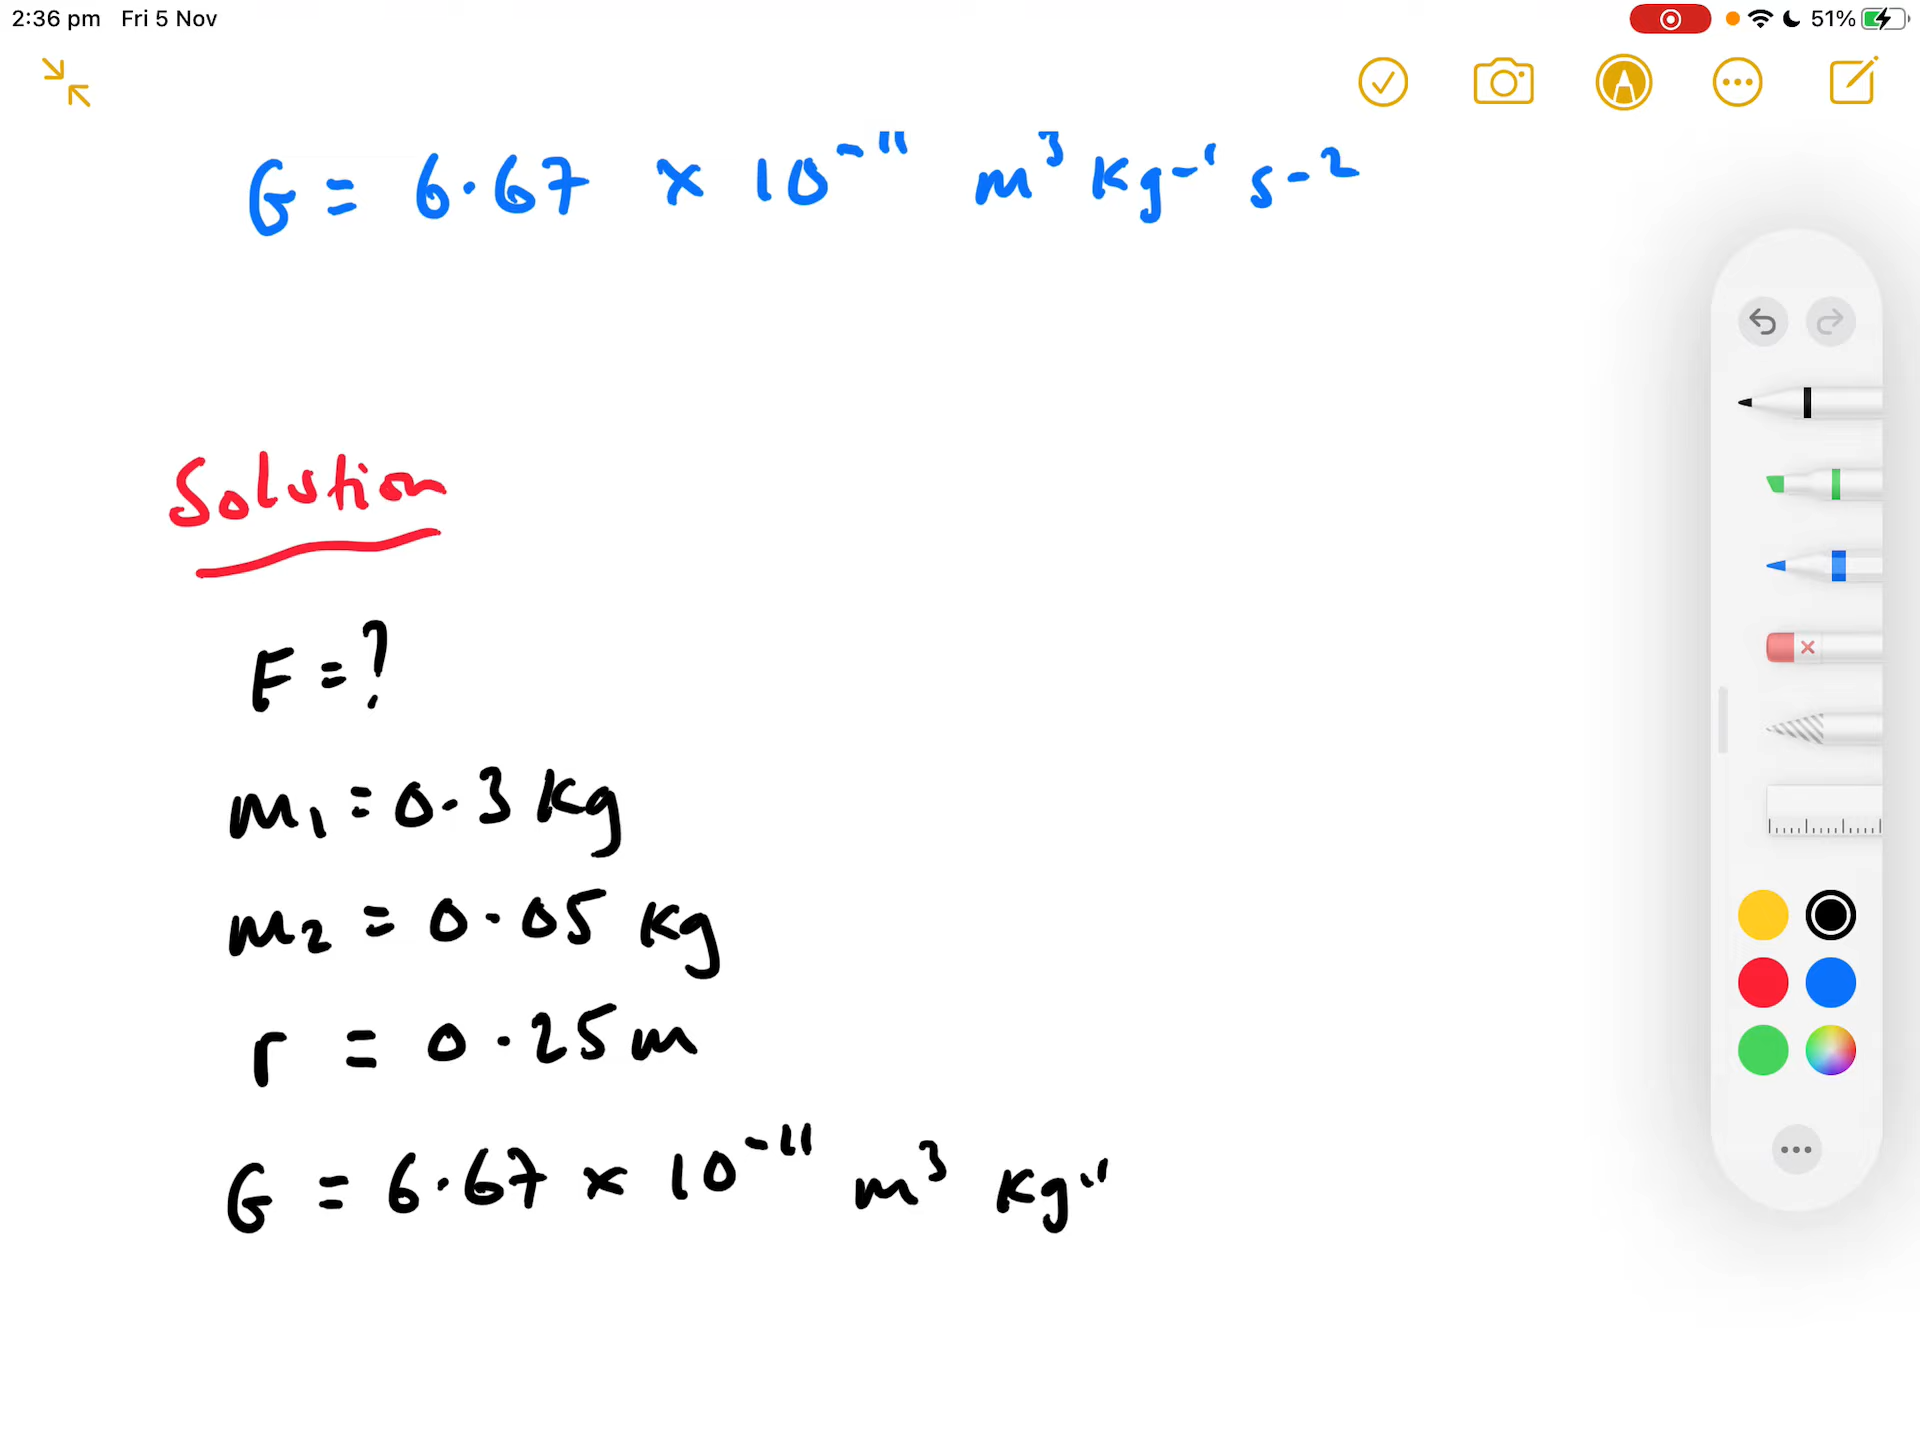 2:36 pm Fri 5 Nov 51%
G = 6.67 × 10⁻¹¹ m³ Kg⁻¹ s⁻²
Solution
F = ?
m₁ = 0.3 Kg
m₂ = 0.05 Kg
r = 0.25 m
G = 6.67 × 10⁻¹¹ m³ Kg⁻¹